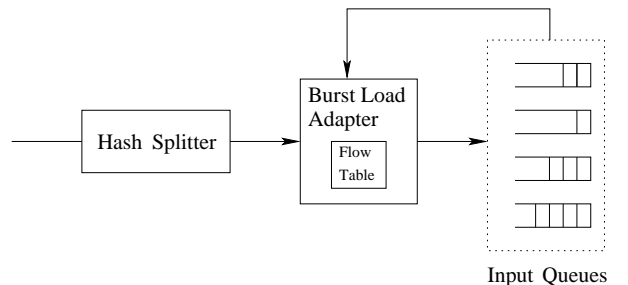 Hash Splitter
Burst Load
Adapter
Flow
Table
Input Queues